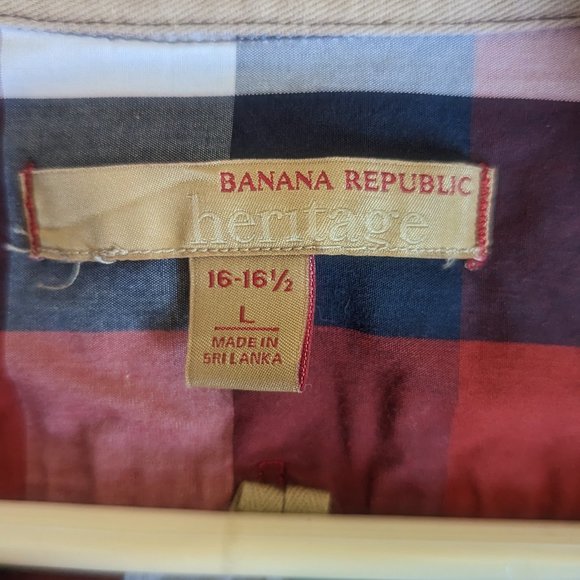 BANANA REPUBLIC
heritage
16-16½
L
MADE IN
SRI LANKA